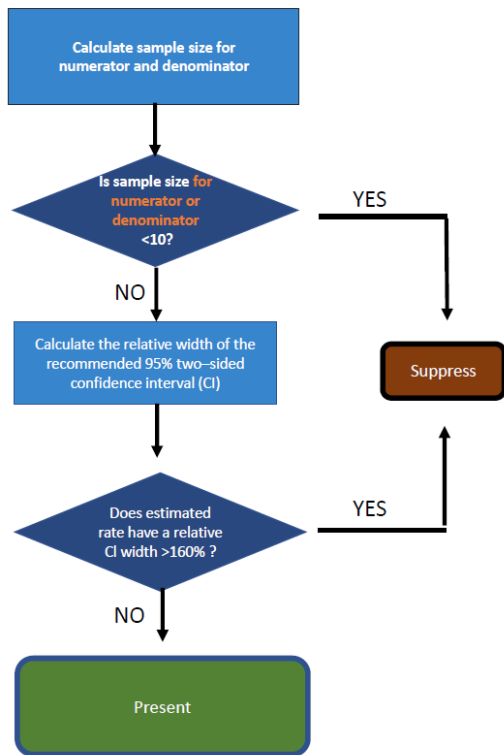 Calculate sample size for
numerator and denominator
Is sample size for
numerator or
denominator
<10?
YES
NO
Calculate the relative width of the
recommended 95% two–sided
confidence interval (CI)
Suppress
Does estimated
rate have a relative
CI width >160% ?
YES
NO
Present